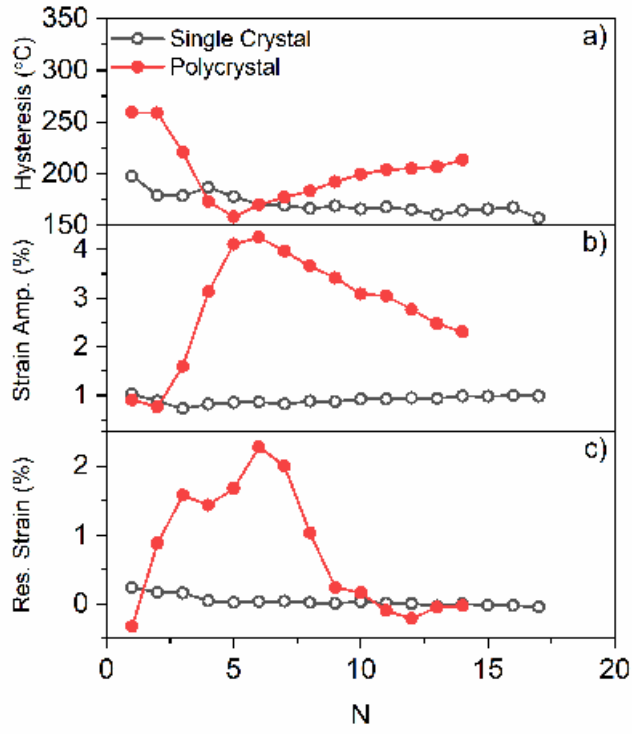 350
300
250
200
150
Hysteresis (°C)
Single Crystal
Polycrystal
a)
4
3
2
1
Strain Amp. (%)
b)
2
1
0
Res. Strain (%)
c)
0 5 10 15 20
N